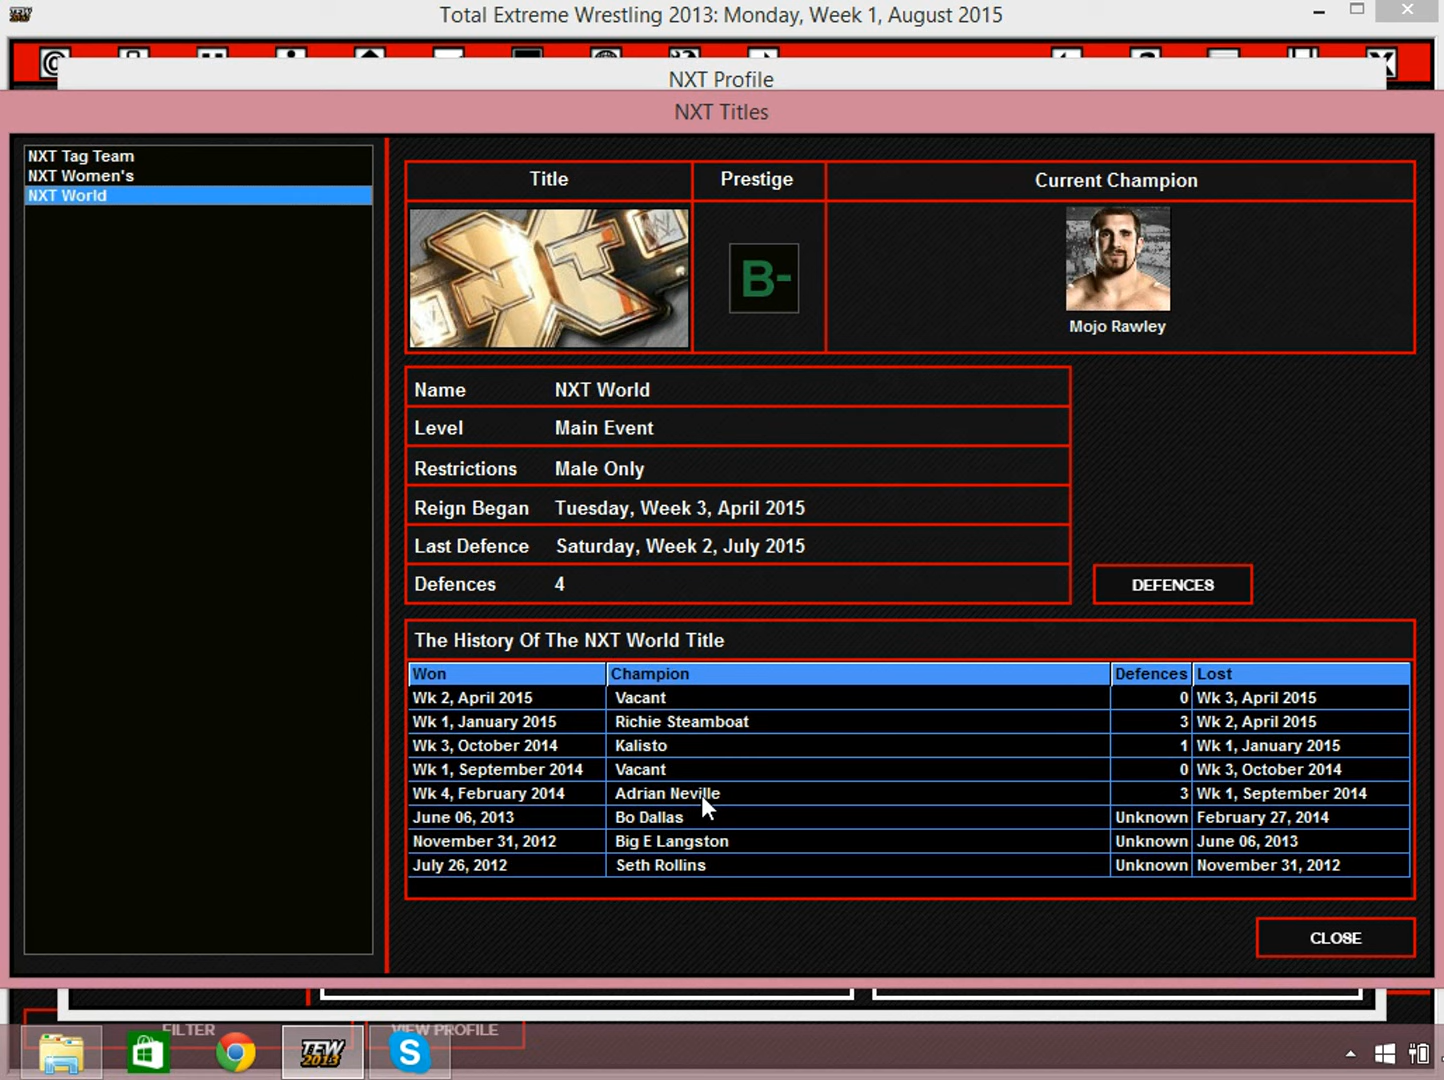 Total Extreme Wrestling 2013: Monday, Week 1, August 2015
NXT Profile
NXT Titles
NXT Tag Team
NXT Women's
NXT World
Title Prestige Current Champion
NXT
B-
Mojo Rawley
Name NXT World
Level Main Event
Restrictions Male Only
Reign Began Tuesday, Week 3, April 2015
Last Defence Saturday, Week 2, July 2015
Defences 4
DEFENCES
The History Of The NXT World Title
Won Champion Defences Lost
Wk 2, April 2015 Vacant 0 Wk 3, April 2015
Wk 1, January 2015 Richie Steamboat 3 Wk 2, April 2015
Wk 3, October 2014 Kalisto 1 Wk 1, January 2015
Wk 1, September 2014 Vacant 0 Wk 3, October 2014
Wk 4, February 2014 Adrian Neville 3 Wk 1, September 2014
June 06, 2013 Bo Dallas Unknown February 27, 2014
November 31, 2012 Big E Langston Unknown June 06, 2013
July 26, 2012 Seth Rollins Unknown November 31, 2012
CLOSE
FILTER VIEW PROFILE
TEW
2013